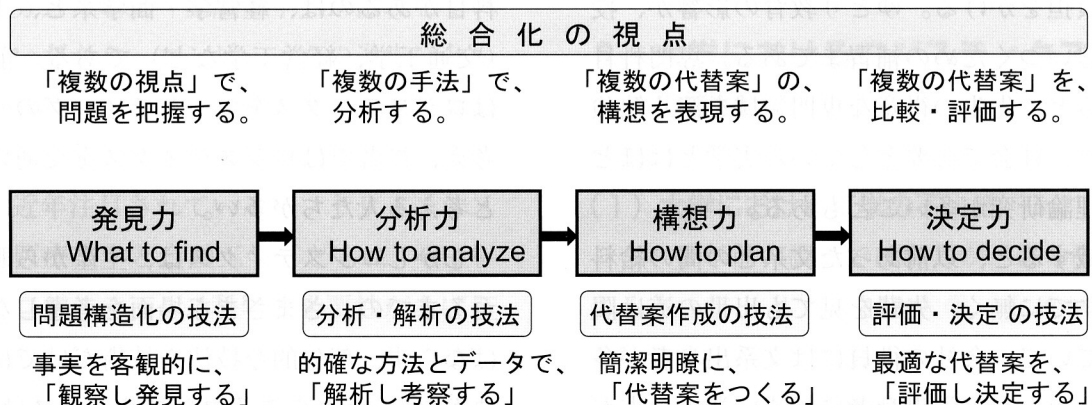 総合化の視点
「複数の視点」で、
問題を把握する。
「複数の手法」で、
分析する。
「複数の代替案」の、
構想を表現する。
「複数の代替案」を、
比較・評価する。
発見力
What to find
分析力
How to analyze
構想力
How to plan
決定力
How to decide
問題構造化の技法
分析・解析の技法
代替案作成の技法
評価・決定の技法
事実を客観的に、
「観察し発見する」
的確な方法とデータで、
「解析し考察する」
簡潔明瞭に、
「代替案をつくる」
最適な代替案を、
「評価し決定する」